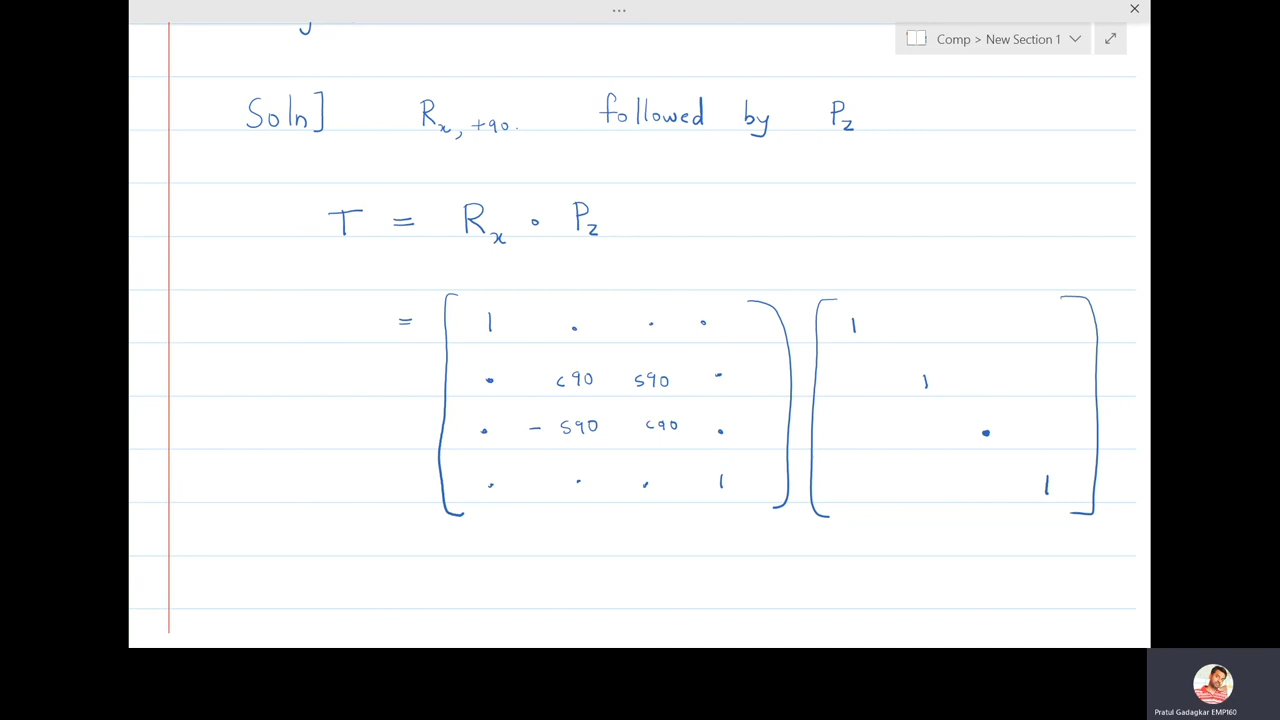 ...
Comp > New Section 1
Soln] Rx, +90. followed by Pz
T = Rx . Pz
= [ 1 . . . ] [ 1 ]
. c90 s90 . 1
. - s90 c90 . .
. . . 1 1
Pratul Gadagkar EMP160